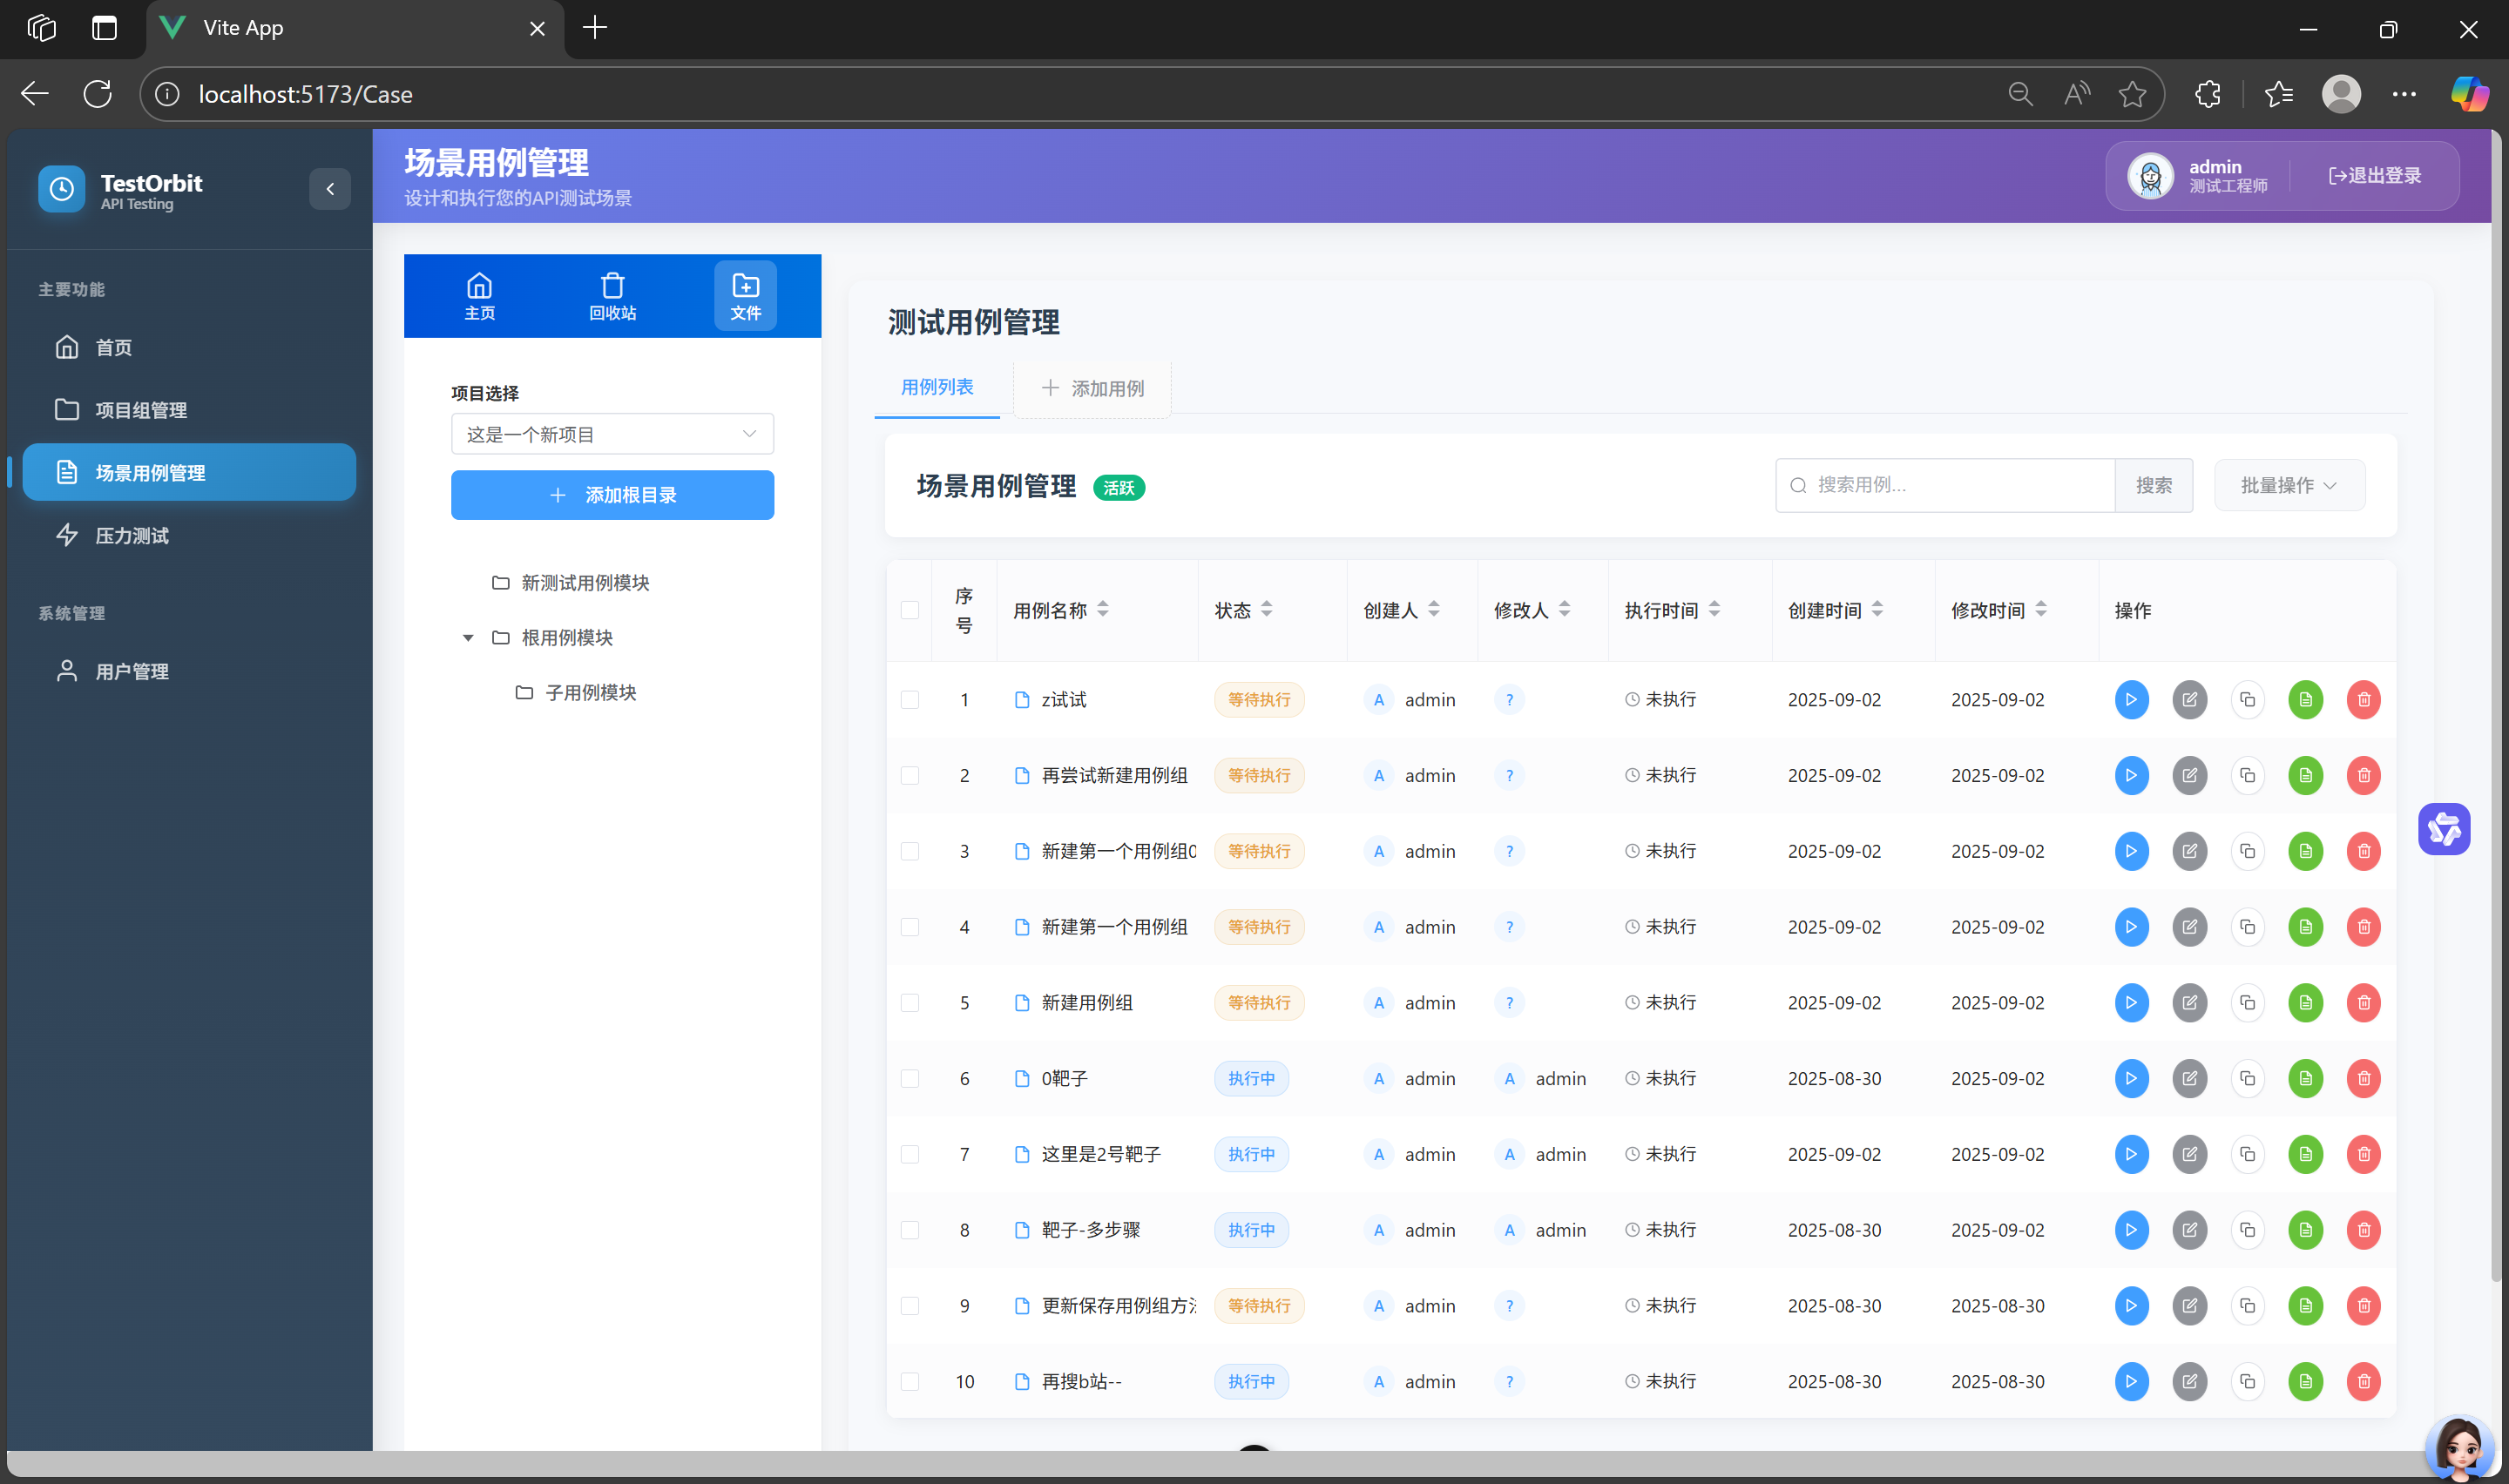 Vite App
localhost:5173/Case
TestOrbit
API Testing
主要功能
首页
项目组管理
场景用例管理
压力测试
系统管理
用户管理
场景用例管理
设计和执行您的API测试场景
admin
测试工程师
退出登录
主页
回收站
文件
项目选择
这是一个新项目
添加根目录
新测试用例模块
根用例模块
子用例模块
测试用例管理
用例列表
添加用例
场景用例管理 活跃
搜索用例...
搜索
批量操作
序号 用例名称 状态 创建人 修改人 执行时间 创建时间 修改时间 操作
1 z试试 等待执行 A admin ? 未执行 2025-09-02 2025-09-02
2 再尝试新建用例组 等待执行 A admin ? 未执行 2025-09-02 2025-09-02
3 新建第一个用例组0 等待执行 A admin ? 未执行 2025-09-02 2025-09-02
4 新建第一个用例组 等待执行 A admin ? 未执行 2025-09-02 2025-09-02
5 新建用例组 等待执行 A admin ? 未执行 2025-09-02 2025-09-02
6 0靶子 执行中 A admin A admin 未执行 2025-08-30 2025-09-02
7 这里是2号靶子 执行中 A admin A admin 未执行 2025-09-02 2025-09-02
8 靶子-多步骤 执行中 A admin A admin 未执行 2025-08-30 2025-09-02
9 更新保存用例组方 等待执行 A admin ? 未执行 2025-08-30 2025-08-30
10 再搜b站-- 执行中 A admin ? 未执行 2025-08-30 2025-08-30